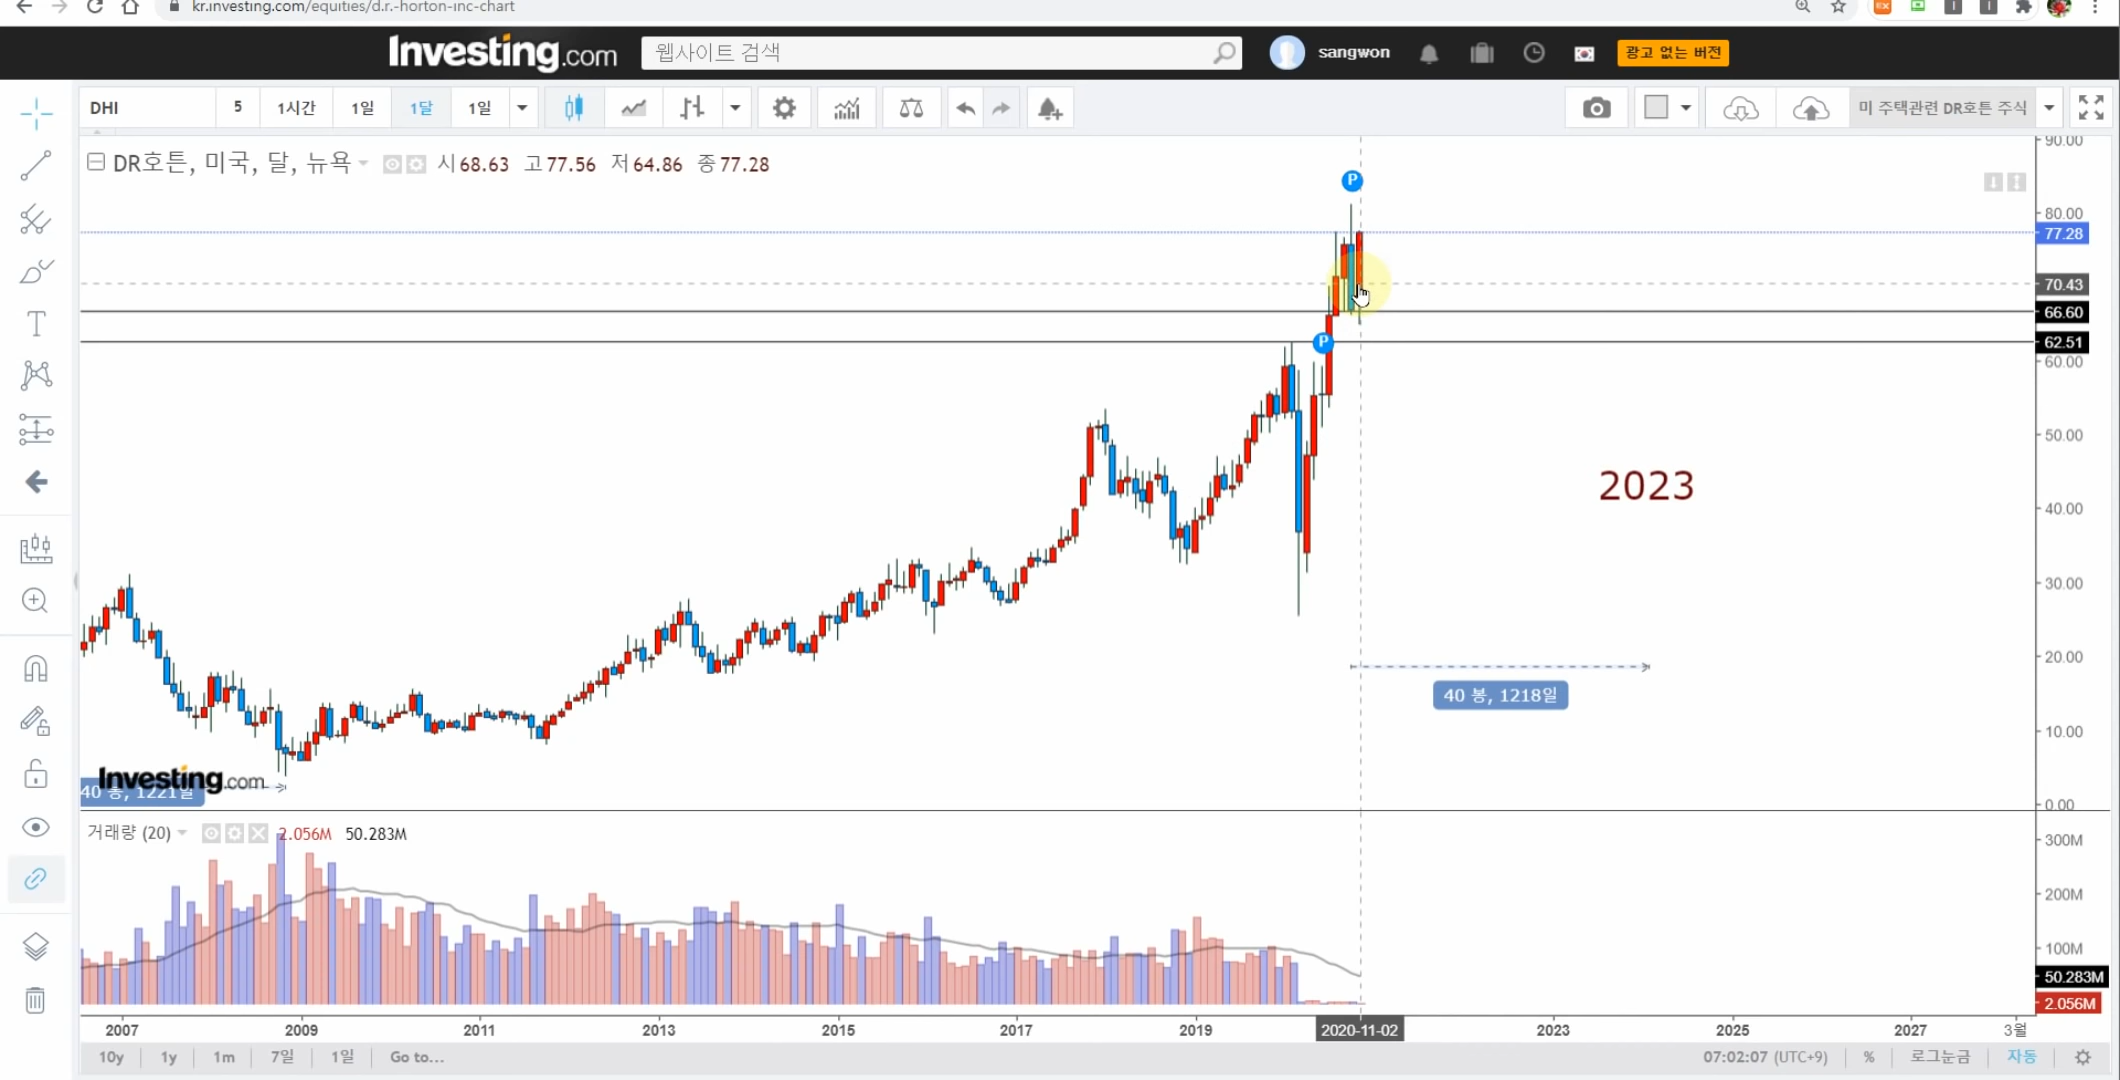 kr.investing.com/equities/d.r.-horton-inc-chart
Investing.com
웹사이트 검색
sangwon
광고 없는 버전
DHI
5
1시간
1일
1달
1일
미 주택관련 DR호튼 주식
DR호튼, 미국, 달, 뉴욕
시68.63 고77.56 저64.86 종77.28
P
P
90.00
80.00
77.28
70.43
66.60
62.51
60.00
50.00
40.00
30.00
20.00
10.00
0.00
2023
40 봉, 1218일
Investing.com
40 봉, 1221일
거래량 (20)
2.056M 50.283M
300M
200M
100M
50.283M
2.056M
2007 2009 2011 2013 2015 2017 2019 2020-11-02 2023 2025 2027 3월
10y 1y 1m 7일 1일 Go to...
07:02:07 (UTC+9) % 로그눈금 자동